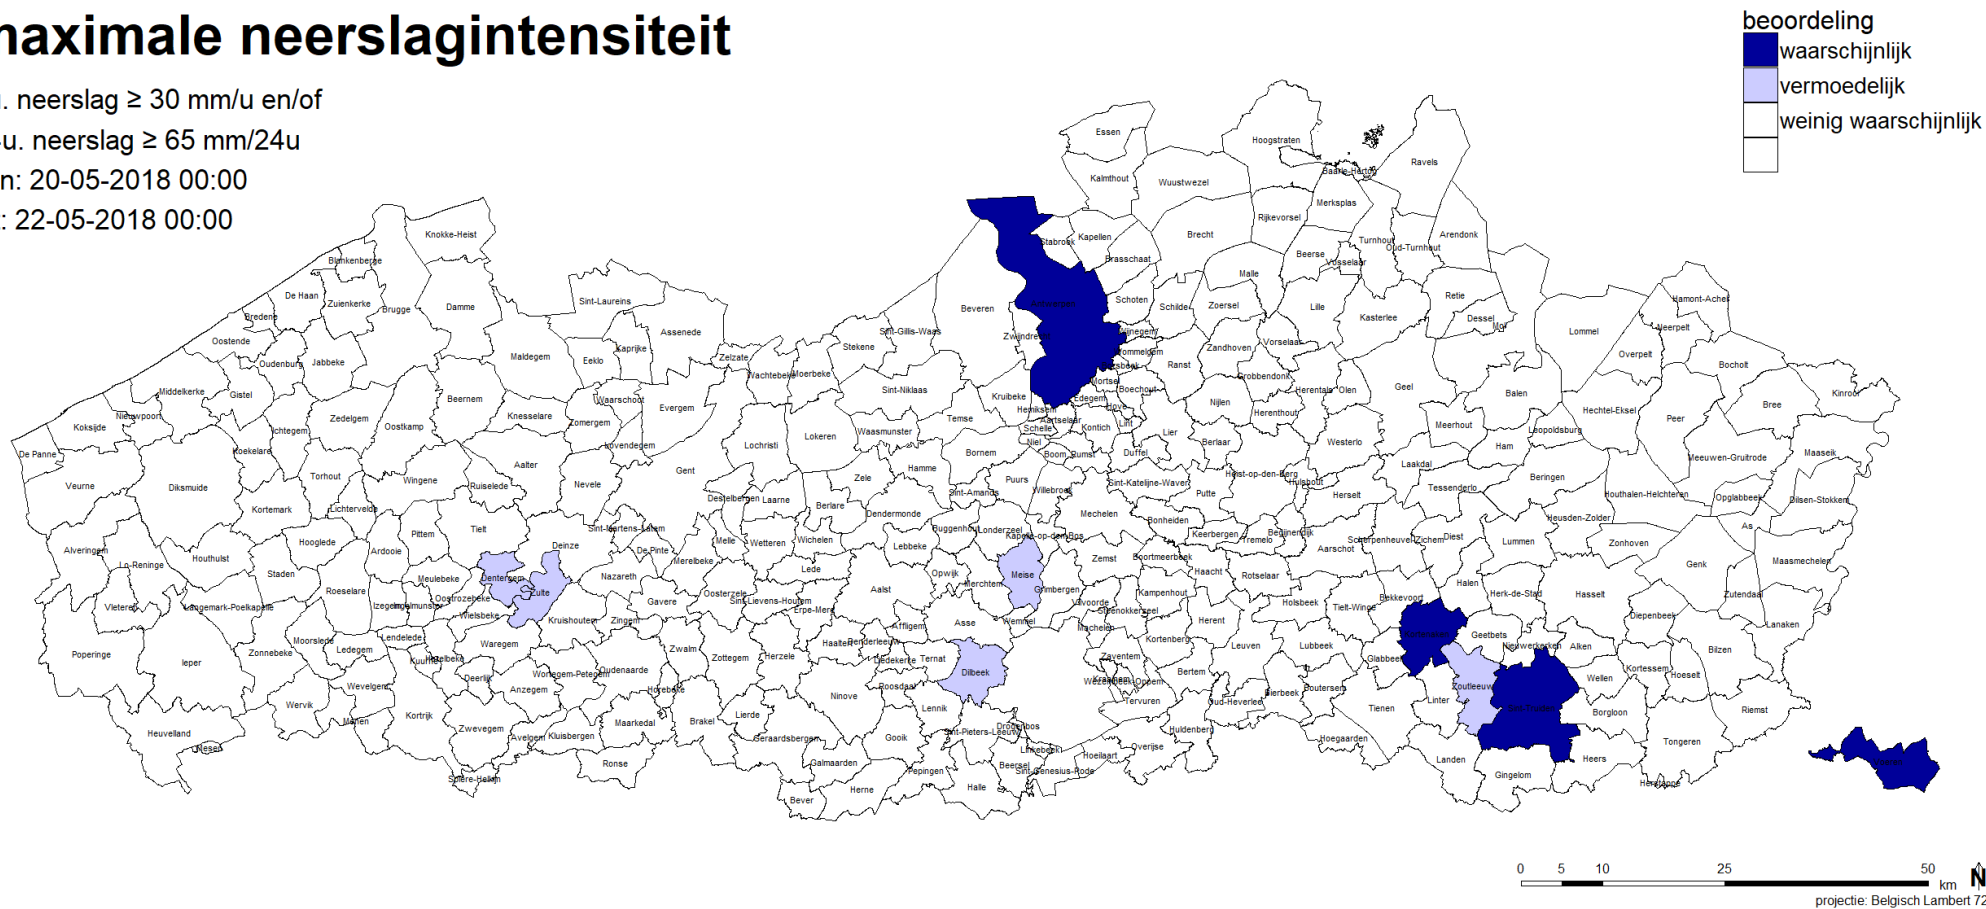 maximale neerslagintensiteit
u. neerslag ≥ 30 mm/u en/of
-u. neerslag ≥ 65 mm/24u
n: 20-05-2018 00:00
: 22-05-2018 00:00
beoordeling
waarschijnlijk
vermoedelijk
weinig waarschijnlijk
Essen
Hoogstraten
Ravels
Baarle-Hertog
Kalmthout
Wuustwezel
Merksplas
Rijkevorsel
Knokke-Heist
Stabroek
Kapellen
Brecht
Turnhout
Oud-Turnhout
Arendonk
Blankenberge
Brasschaat
Beerse
Vosselaar
Malle
De Haan
Zuienkerke
Brugge
Damme
Sint-Laureins
Beveren
Antwerpen
Schoten
Schilde
Zoersel
Lille
Kasterlee
Retie
Hamont-Achel
Bredene
Dessel
Mol
Neerpelt
Lommel
Oostende
Assenede
Sint-Gillis-Waas
Zwijndrecht
Wijnegem
Wommelgem
Zandhoven
Vorselaar
Oudenburg
Jabbeke
Maldegem
Eeklo
Kaprijke
Zelzate
Stekene
Ranst
Overpelt
Bocholt
Wachtebeke
Moerbeke
Grobbendonk
Middelkerke
Gistel
Beernem
Waarschoot
Evergem
Sint-Niklaas
Kruibeke
Mortsel
Boechout
Herentals
Olen
Geel
Balen
Kinrooi
Nieuwpoort
Zedelgem
Knesselare
Zomergem
Temse
Hemiksem
Edegem
Hove
Nijlen
Herenthout
Hechtel-Eksel
Peer
Bree
Koksijde
Ichtegem
Oostkamp
Lovendegem
Lochristi
Lokeren
Waasmunster
Aartselaar
Schelle
Kontich
Lint
Lier
Berlaar
Westerlo
Meerhout
Leopoldsburg
De Panne
Koekelare
Niel
Boom
Rumst
Duffel
Ham
Bornem
Meeuwen-Gruitrode
Maaseik
Veurne
Diksmuide
Torhout
Wingene
Aalter
Ruiselede
Nevele
Gent
Zele
Hamme
Puurs
Willebroek
Sint-Katelijne-Waver
Putte
Heist-op-den-Berg
Hulshout
Herselt
Laakdal
Tessenderlo
Beringen
Houthalen-Helchteren
Opglabbeek
Dilsen-Stokkem
Kortemark
Lichtervelde
Destelbergen
Laarne
Berlare
Sint-Amands
Dendermonde
Mechelen
Bonheiden
Heusden-Zolder
As
Tielt
Pittem
Sint-Martens-Latem
Buggenhout
Londerzeel
Kapelle-op-den-Bos
Keerbergen
Tremelo
Begijnendijk
Scherpenheuvel-Zichem
Diest
Lummen
Zonhoven
Alveringem
Houthulst
Hooglede
Ardooie
Deinze
De Pinte
Melle
Wetteren
Wichelen
Lebbeke
Zemst
Boortmeerbeek
Aarschot
Genk
Maasmechelen
Lo-Reninge
Staden
Meulebeke
Dentergem
Nazareth
Merelbeke
Lede
Opwijk
Merchtem
Meise
Haacht
Rotselaar
Halen
Roeselare
Oostrozebeke
Zulte
Oosterzele
Aalst
Grimbergen
Kampenhout
Bekkevoort
Herk-de-Stad
Hasselt
Zutendaal
Vleteren
Langemark-Poelkapelle
Izegem
Ingelmunster
Wielsbeke
Gavere
Sint-Lievens-Houtem
Erpe-Mere
Vilvoorde
Steenokkerzeel
Holsbeek
Tielt-Winge
Diepenbeek
Kruishoutem
Zingem
Affligem
Asse
Wemmel
Machelen
Herent
Kortenaken
Geetbets
Lanaken
Moorslede
Lendelede
Waregem
Haaltert
Denderleeuw
Kortenberg
Leuven
Lubbeek
Nieuwerkerken
Alken
Bilzen
Poperinge
Ieper
Zonnebeke
Ledegem
Kuurne
Harelbeke
Zwalm
Zottegem
Herzele
Liedekerke
Ternat
Dilbeek
Zaventem
Glabbeek
Oudenaarde
Wortegem-Petegem
Kraainem
Wezembeek-Oppem
Bertem
Kortessem
Hoeselt
Deerlijk
Wellen
Wevelgem
Anzegem
Horebeke
Ninove
Roosdaal
Tervuren
Oud-Heverlee
Bierbeek
Boutersem
Zoutleeuw
Wervik
Menen
Kortrijk
Maarkedal
Brakel
Lierde
Lennik
Tienen
Linter
Sint-Truiden
Borgloon
Riemst
Heuvelland
Mesen
Zwevegem
Avelgem
Kluisbergen
Geraardsbergen
Gooik
Sint-Pieters-Leeuw
Drogenbos
Linkebeek
Huldenberg
Hoegaarden
Tongeren
Ronse
Galmaarden
Pepingen
Beersel
Sint-Genesius-Rode
Hoeilaart
Overijse
Landen
Heers
Voeren
Spiere-Helkijn
Herne
Halle
Gingelom
Herstappe
Bever
0 5 10 25 50
km
N
projectie: Belgisch Lambert 72